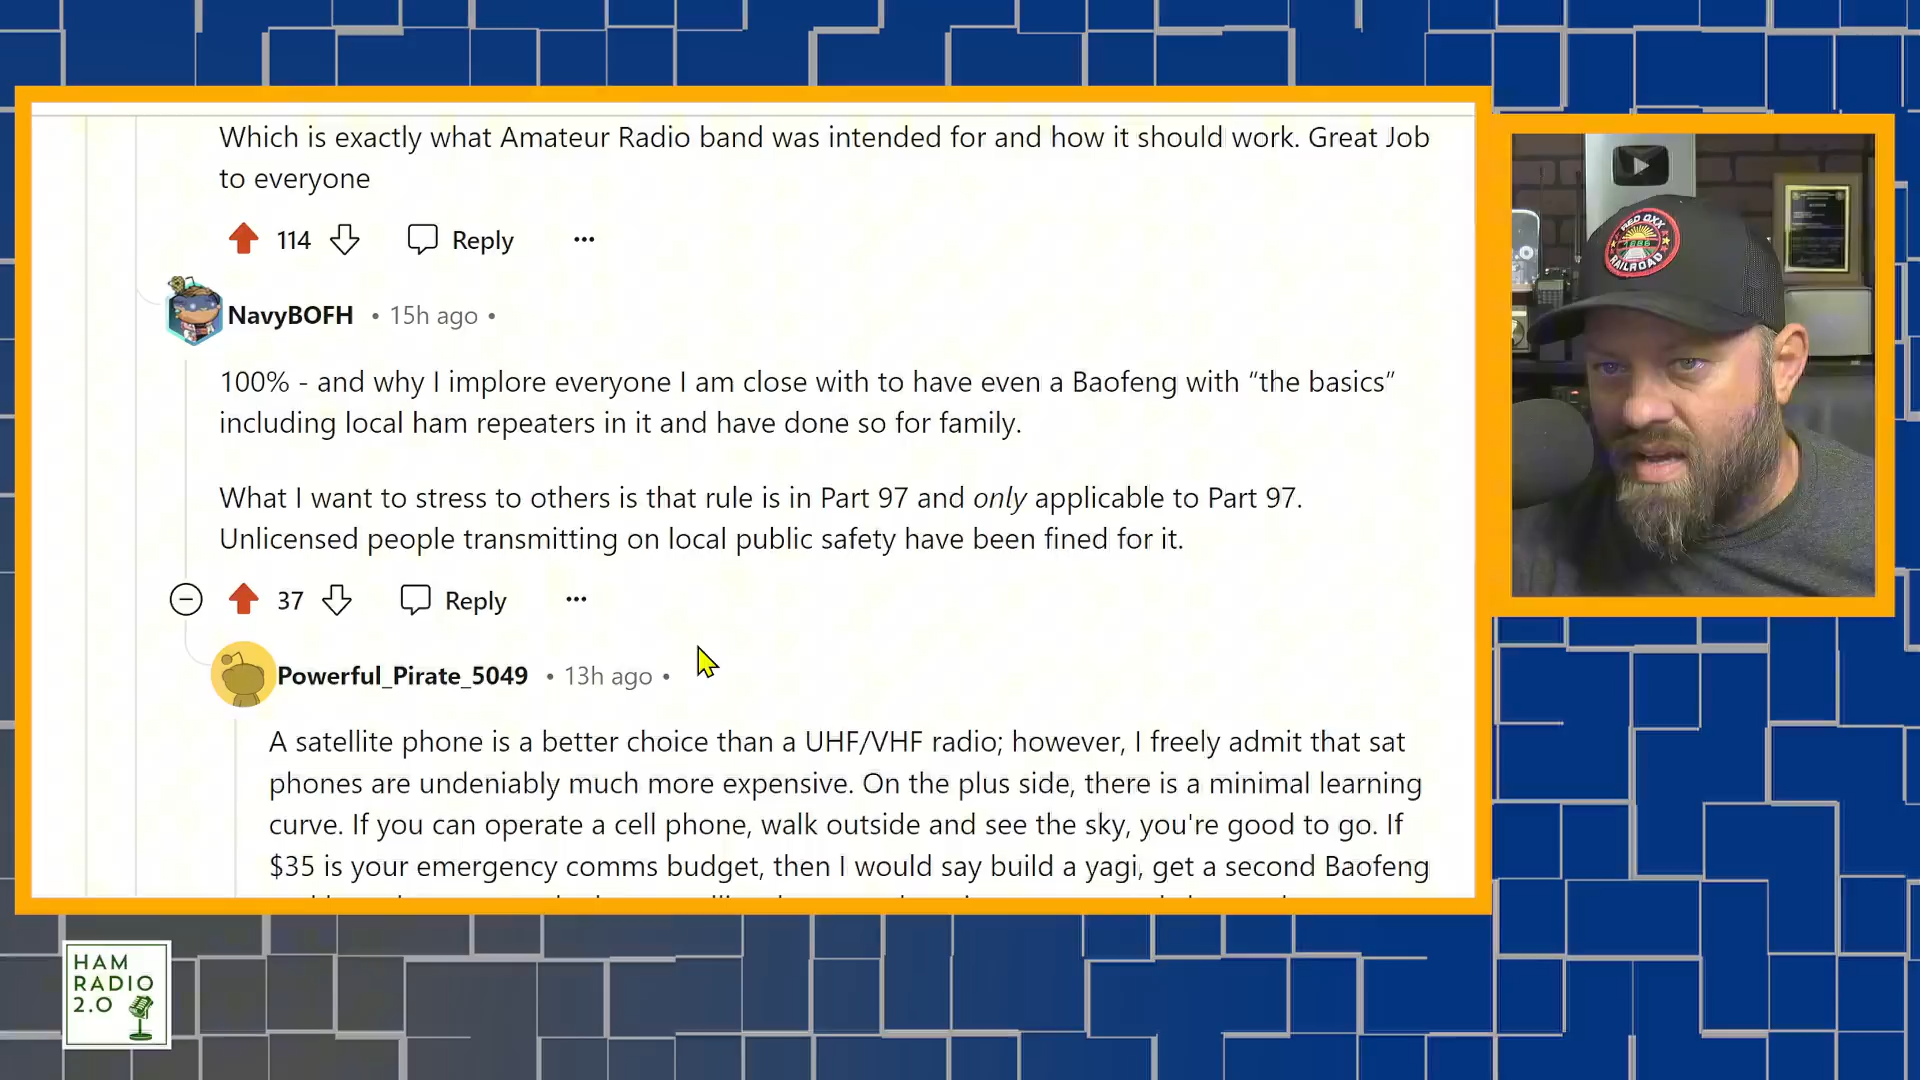 Which is exactly what Amateur Radio band was intended for and how it should work. Great Job
to everyone
114
Reply
...
NavyBOFH • 15h ago •
100% - and why I implore everyone I am close with to have even a Baofeng with “the basics”
including local ham repeaters in it and have done so for family.
What I want to stress to others is that rule is in Part 97 and only applicable to Part 97.
Unlicensed people transmitting on local public safety have been fined for it.
37
Reply
...
Powerful_Pirate_5049 • 13h ago •
A satellite phone is a better choice than a UHF/VHF radio; however, I freely admit that sat
phones are undeniably much more expensive. On the plus side, there is a minimal learning
curve. If you can operate a cell phone, walk outside and see the sky, you're good to go. If
$35 is your emergency comms budget, then I would say build a yagi, get a second Baofeng
RED OXX
1886
RAILROAD
HAM
RADIO
2.0